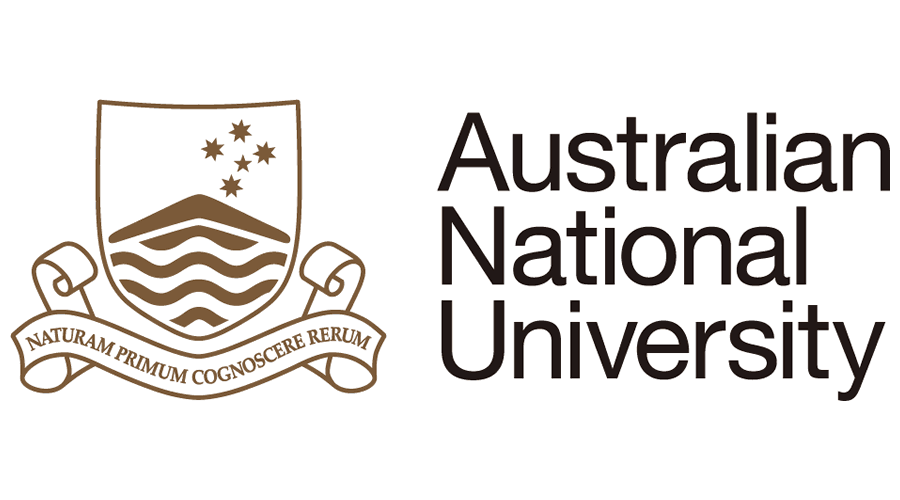 NATURAM PRIMUM COGNOSCERE RERUM
Australian
National
University